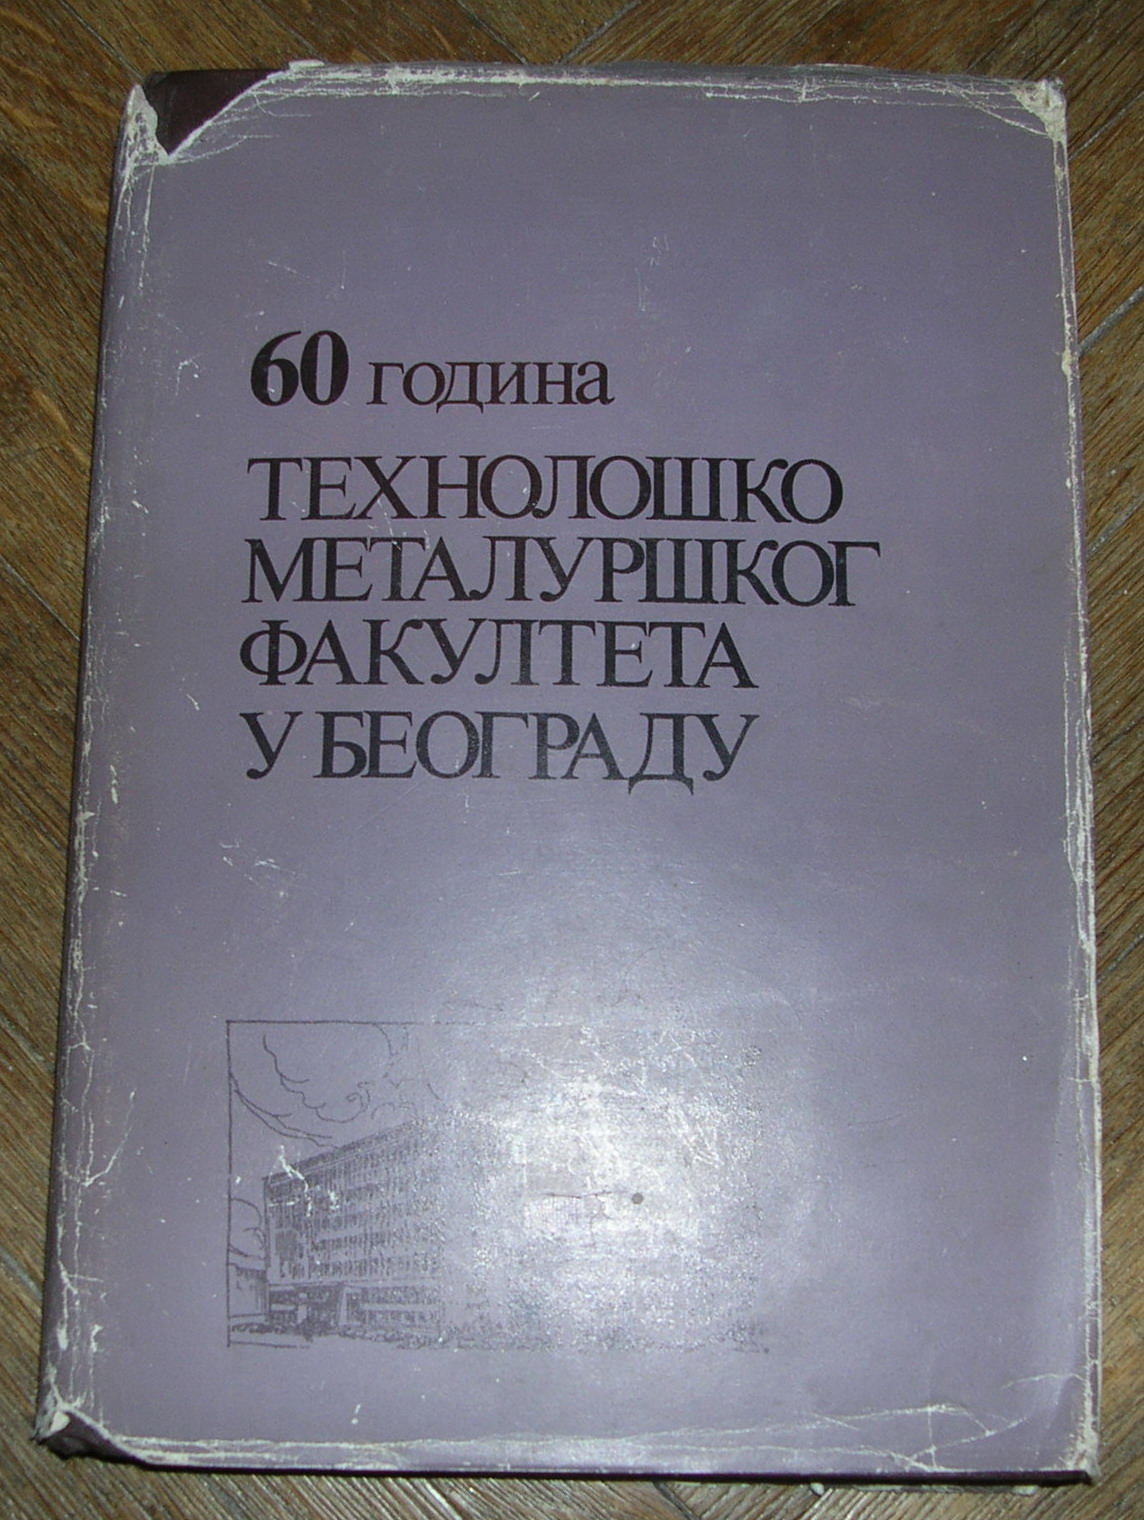 60 година
ТЕХНОЛОШКО
МЕТАЛУРШКОГ
ФАКУЛТЕТА
У БЕОГРАДУ